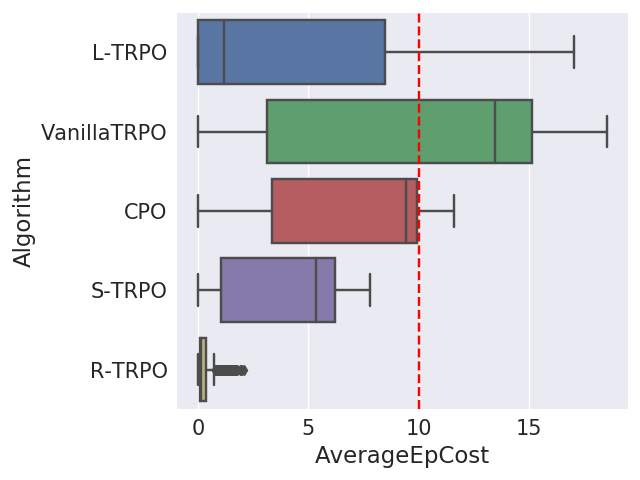 L-TRPO
VanillaTRPO
CPO
S-TRPO
R-TRPO
Algorithm
0 5 10 15
AverageEpCost